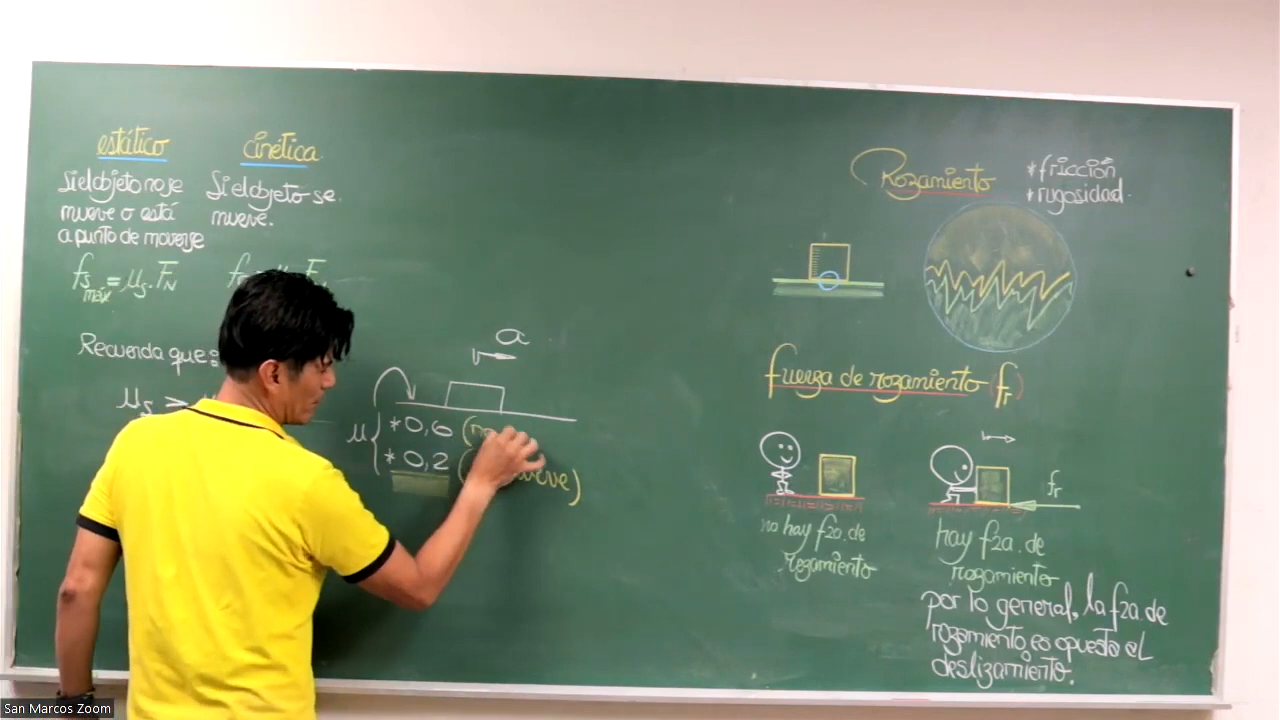 estático
cinética
Si el objeto no se
mueve o está
a punto de moverse
Si el objeto se
mueve.
fs máx = μs.FN
Recuerda que:
μs >
a
v
μ
*0,6 (no
*0,2
Rozamiento
*fricción
*rugosidad
fuerza de rozamiento (fr)
no hay fza. de
rozamiento
v
fr
hay fza. de
rozamiento
por lo general, la fza. de
rozamiento es opuesta al
deslizamiento.
San Marcos Zoom